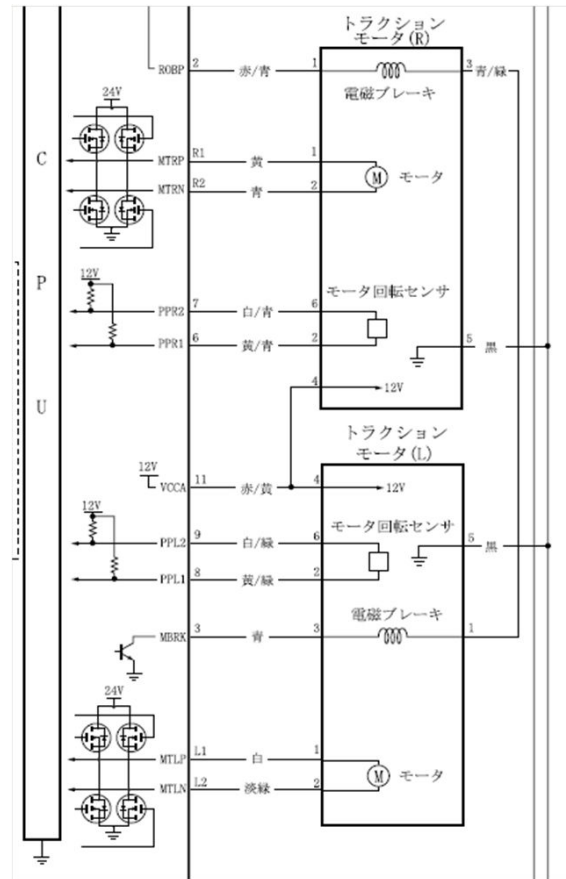 トラクション
モータ(R)
ROBP 2 赤/青 1 3 青/緑
電磁ブレーキ
24V
C
MTRP R1 黄 1
M モータ
MTRN R2 青 2
P
12V
モータ回転センサ
PPR2 7 白/青 6
PPR1 6 黄/青 2 5 黒
4 12V
U
トラクション
モータ(L)
12V
VCCA 11 赤/黄 4 12V
12V
モータ回転センサ
PPL2 9 白/緑 6 5 黒
PPL1 8 黄/緑 2
電磁ブレーキ
MBRK 3 青 3 1
24V
MTLP L1 白 1
M モータ
MTLN L2 淡緑 2